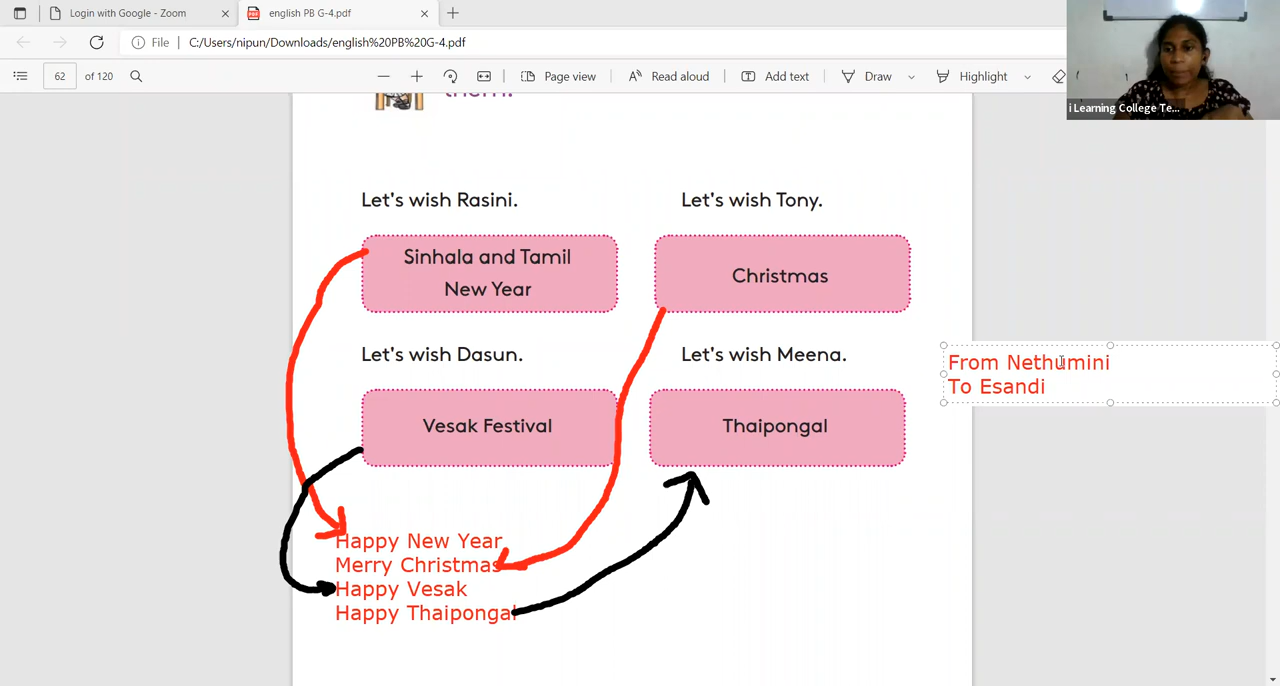 Login with Google - Zoom
english PB G-4.pdf
File
C:/Users/nipun/Downloads/english%20PB%20G-4.pdf
62 of 120
Page view
Read aloud
Add text
Draw
Highlight
i Learning College Te...
them.
Let's wish Rasini.
Let's wish Tony.
Sinhala and Tamil
New Year
Christmas
Let's wish Dasun.
Let's wish Meena.
Vesak Festival
Thaipongal
From Nethumini
To Esandi
Happy New Year
Merry Christmas
Happy Vesak
Happy Thaipongal